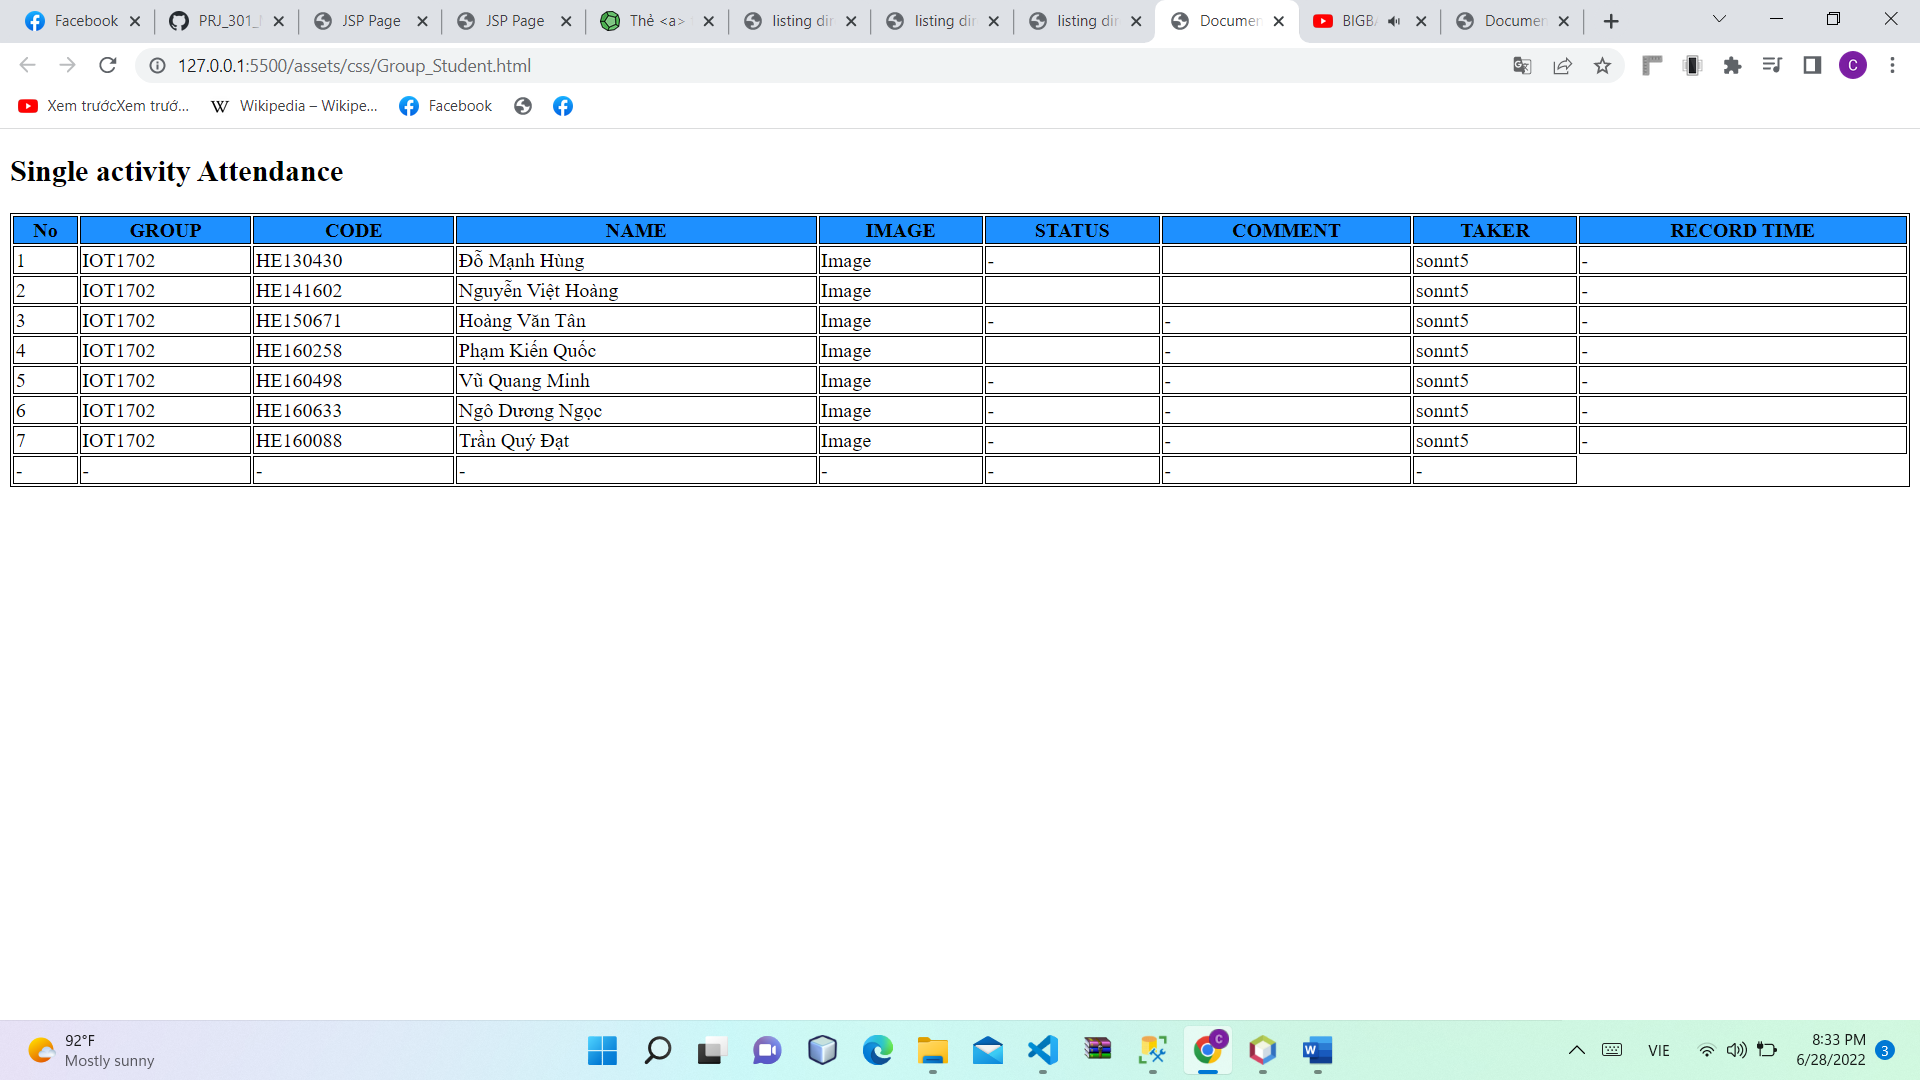 Facebook PRJ_301_ JSP Page JSP Page Thẻ <a> listing dir listing dir listing dir Documen BIGB Documen
127.0.0.1:5500/assets/css/Group_Student.html C
Xem trướcXem trướ... W Wikipedia – Wikipe... Facebook
Single activity Attendance
No GROUP CODE NAME IMAGE STATUS COMMENT TAKER RECORD TIME
1 IOT1702 HE130430 Đỗ Mạnh Hùng Image - sonnt5 -
2 IOT1702 HE141602 Nguyễn Việt Hoàng Image sonnt5 -
3 IOT1702 HE150671 Hoàng Văn Tân Image - - sonnt5 -
4 IOT1702 HE160258 Phạm Kiến Quốc Image - sonnt5 -
5 IOT1702 HE160498 Vũ Quang Minh Image - - sonnt5 -
6 IOT1702 HE160633 Ngô Dương Ngọc Image - - sonnt5 -
7 IOT1702 HE160088 Trần Quý Đạt Image - - sonnt5 -
- - - - - - - -
92°F
Mostly sunny
C
W
VIE
8:33 PM
6/28/2022
3